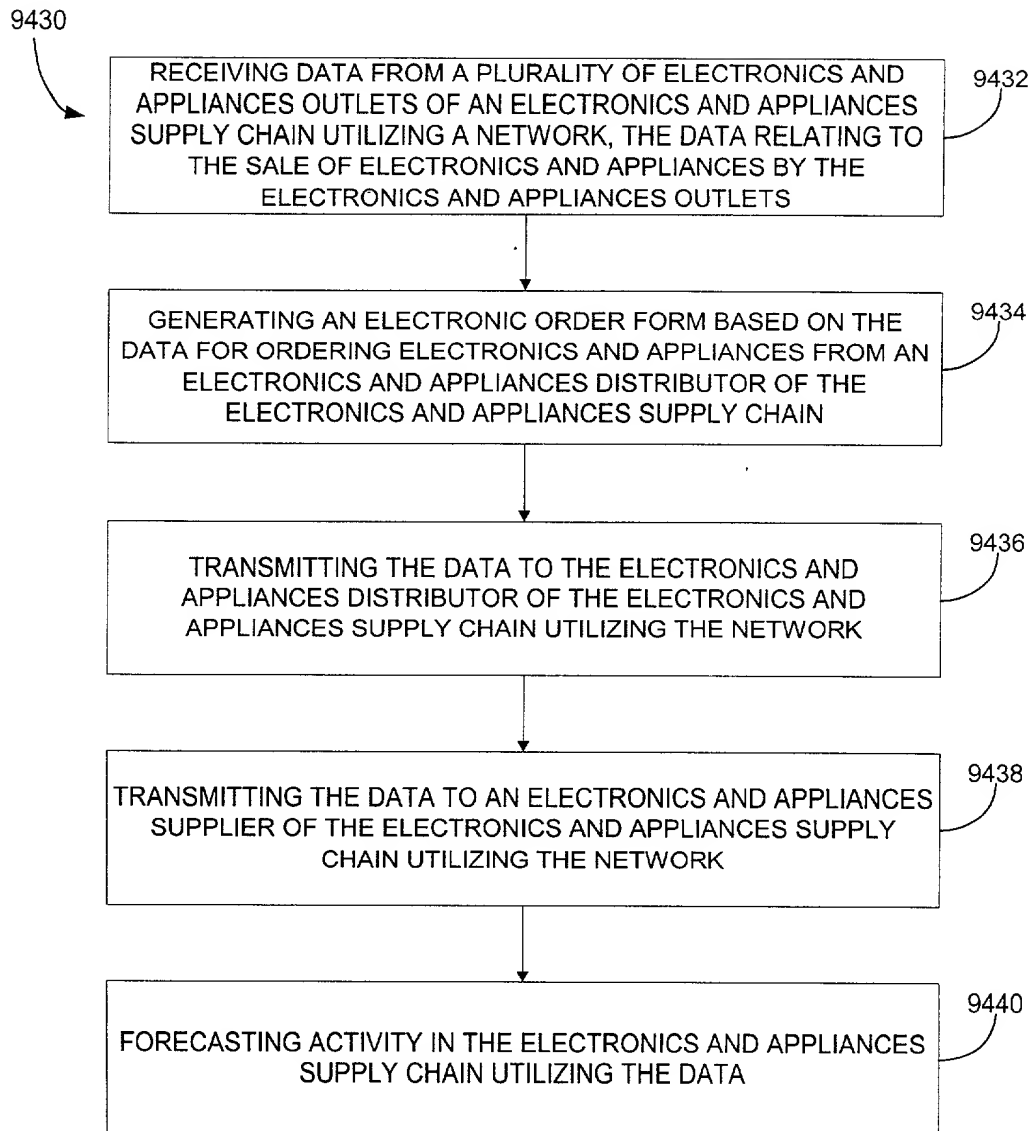 9430
RECEIVING DATA FROM A PLURALITY OF ELECTRONICS AND
APPLIANCES OUTLETS OF AN ELECTRONICS AND APPLIANCES
SUPPLY CHAIN UTILIZING A NETWORK, THE DATA RELATING TO
THE SALE OF ELECTRONICS AND APPLIANCES BY THE
ELECTRONICS AND APPLIANCES OUTLETS
9432
GENERATING AN ELECTRONIC ORDER FORM BASED ON THE
DATA FOR ORDERING ELECTRONICS AND APPLIANCES FROM AN
ELECTRONICS AND APPLIANCES DISTRIBUTOR OF THE
ELECTRONICS AND APPLIANCES SUPPLY CHAIN
9434
TRANSMITTING THE DATA TO THE ELECTRONICS AND
APPLIANCES DISTRIBUTOR OF THE ELECTRONICS AND
APPLIANCES SUPPLY CHAIN UTILIZING THE NETWORK
9436
TRANSMITTING THE DATA TO AN ELECTRONICS AND APPLIANCES
SUPPLIER OF THE ELECTRONICS AND APPLIANCES SUPPLY
CHAIN UTILIZING THE NETWORK
9438
FORECASTING ACTIVITY IN THE ELECTRONICS AND APPLIANCES
SUPPLY CHAIN UTILIZING THE DATA
9440